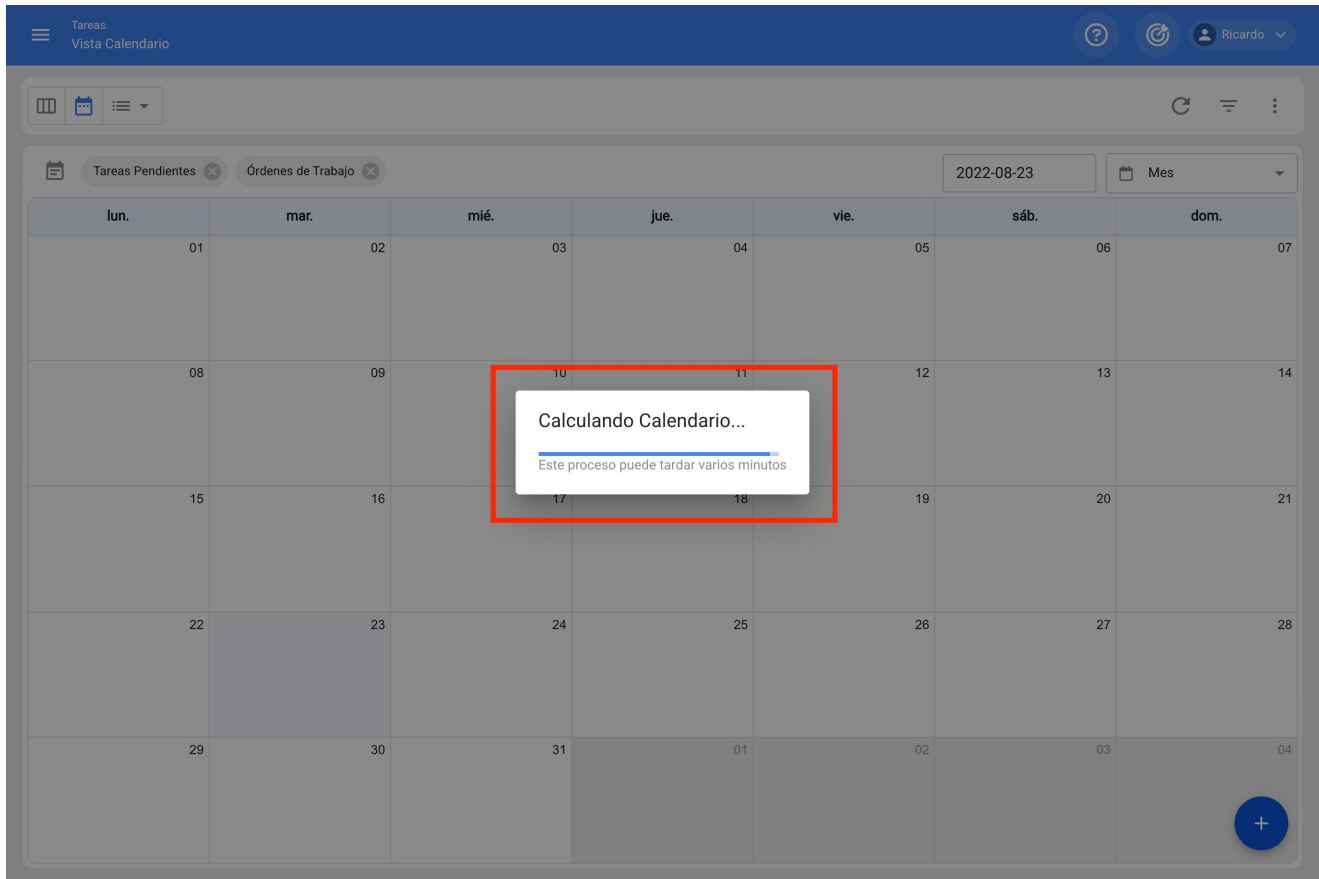 Tareas
Vista Calendario
Ricardo
Tareas Pendientes
Órdenes de Trabajo
2022-08-23
Mes
lun. mar. mié. jue. vie. sáb. dom.
01 02 03 04 05 06 07
08 09 10 11 12 13 14
Calculando Calendario...
Este proceso puede tardar varios minutos
15 16 17 18 19 20 21
22 23 24 25 26 27 28
29 30 31 01 02 03 04